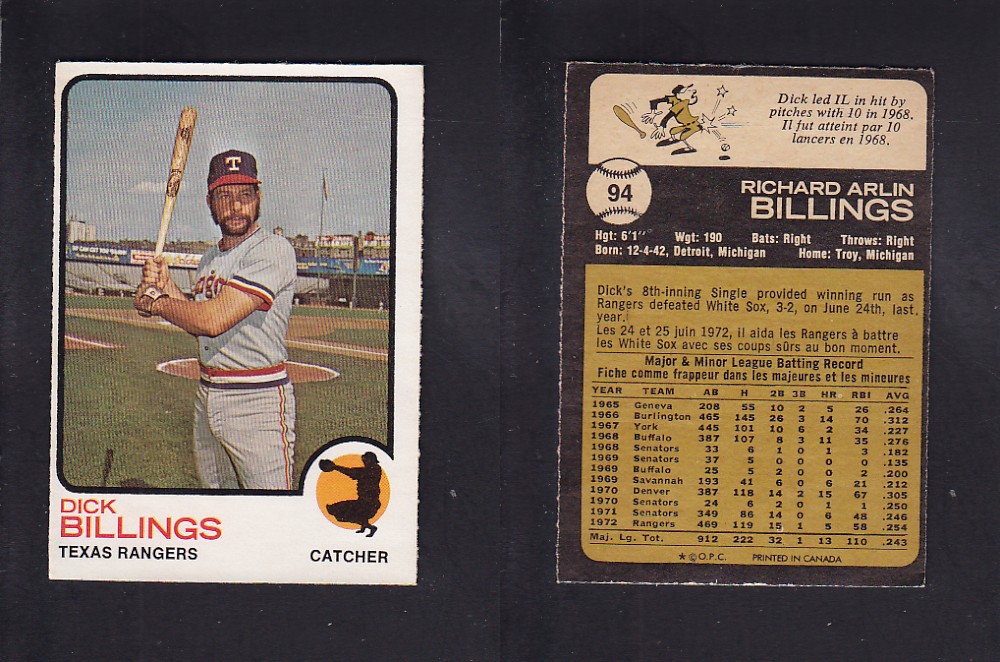 T
DICK
BILLINGS
TEXAS RANGERS
CATCHER
Dick led IL in hit by
pitches with 10 in 1968.
Il fut atteint par 10
lancers en 1968.
94
RICHARD ARLIN
BILLINGS
Hgt: 6'1" Wgt: 190 Bats: Right Throws: Right
Born: 12-4-42, Detroit, Michigan Home: Troy, Michigan
Dick's 8th-inning Single provided winning run as
Rangers defeated White Sox, 3-2, on June 24th, last
year.
Les 24 et 25 juin 1972, il aida les Rangers à battre
les White Sox avec ses coups sûrs au bon moment.
Major & Minor League Batting Record
Fiche comme frappeur dans les majeures et les mineures
YEAR TEAM AB H 2B 3B HR RBI AVG
1965 Geneva 208 55 10 2 5 26 .264
1966 Burlington 465 145 26 3 14 70 .312
1967 York 445 101 10 6 2 34 .227
1968 Buffalo 387 107 8 3 11 35 .276
1968 Senators 33 6 1 0 1 3 .182
1969 Senators 37 5 0 0 0 0 .135
1969 Buffalo 25 5 2 0 0 2 .200
1969 Savannah 193 41 6 0 6 21 .212
1970 Denver 387 118 14 2 15 67 .305
1970 Senators 24 6 2 0 1 1 .250
1971 Senators 349 86 14 0 6 48 .246
1972 Rangers 469 119 15 1 5 58 .254
Maj. Lg. Tot. 912 222 32 1 13 110 .243
★ © O.P.C. PRINTED IN CANADA